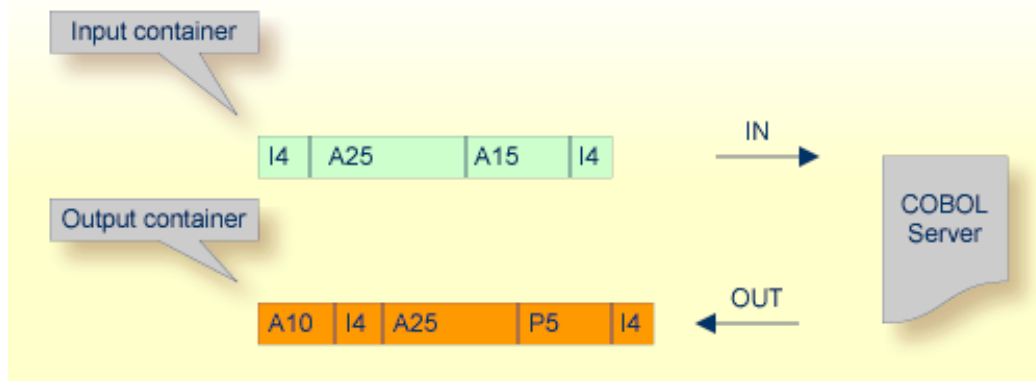 Input container
I4 A25 A15 I4
IN
COBOL
Server
Output container
A10 I4 A25 P5 I4
OUT